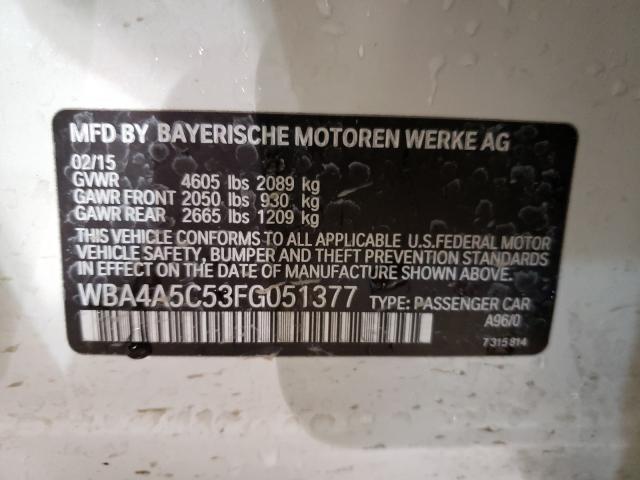 MFD BY BAYERISCHE MOTOREN WERKE AG
02/15
GVWR 4605 lbs 2089 kg
GAWR FRONT 2050 lbs 930 kg
GAWR REAR 2665 lbs 1209 kg
THIS VEHICLE CONFORMS TO ALL APPLICABLE U.S.FEDERAL MOTOR
VEHICLE SAFETY, BUMPER AND THEFT PREVENTION STANDARDS
IN EFFECT ON THE DATE OF MANUFACTURE SHOWN ABOVE.
WBA4A5C53FG051377 TYPE: PASSENGER CAR
A96/0
7315814